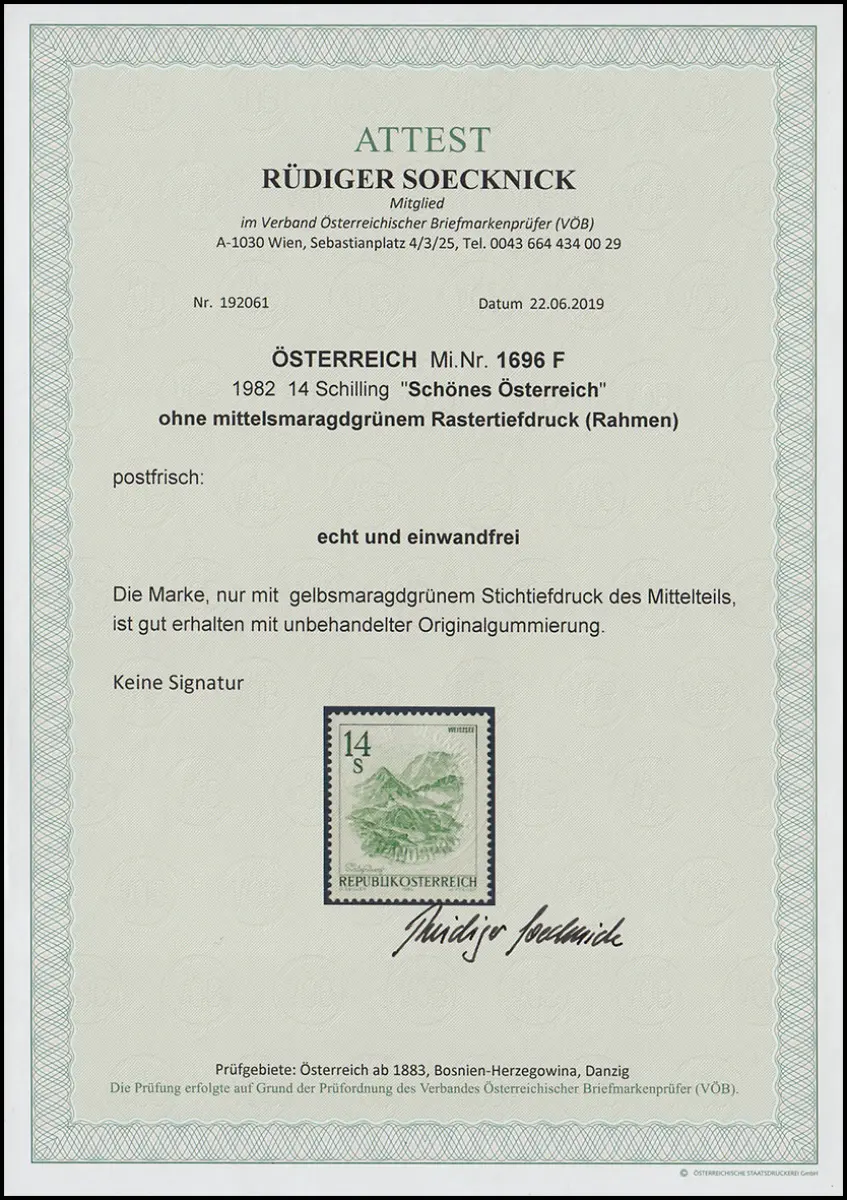 ATTEST
RÜDIGER SOECKNICK
Mitglied
im Verband Österreichischer Briefmarkenprüfer (VÖB)
A-1030 Wien, Sebastianplatz 4/3/25, Tel. 0043 664 434 00 29
Nr. 192061 Datum 22.06.2019
ÖSTERREICH Mi.Nr. 1696 F
1982 14 Schilling "Schönes Österreich"
ohne mittelsmaragdgrünem Rastertiefdruck (Rahmen)
postfrisch:
echt und einwandfrei
Die Marke, nur mit gelbsmaragdgrünem Stichtiefdruck des Mittelteils,
ist gut erhalten mit unbehandelter Originalgummierung.
Keine Signatur
WEISSSEE
14
S
REPUBLIK ÖSTERREICH
Rüdiger Soecknick
Prüfgebiete: Österreich ab 1883, Bosnien-Herzegowina, Danzig
Die Prüfung erfolgte auf Grund der Prüfordnung des Verbandes Österreichischer Briefmarkenprüfer (VÖB).
© ÖSTERREICHISCHE STAATSDRUCKEREI GmbH